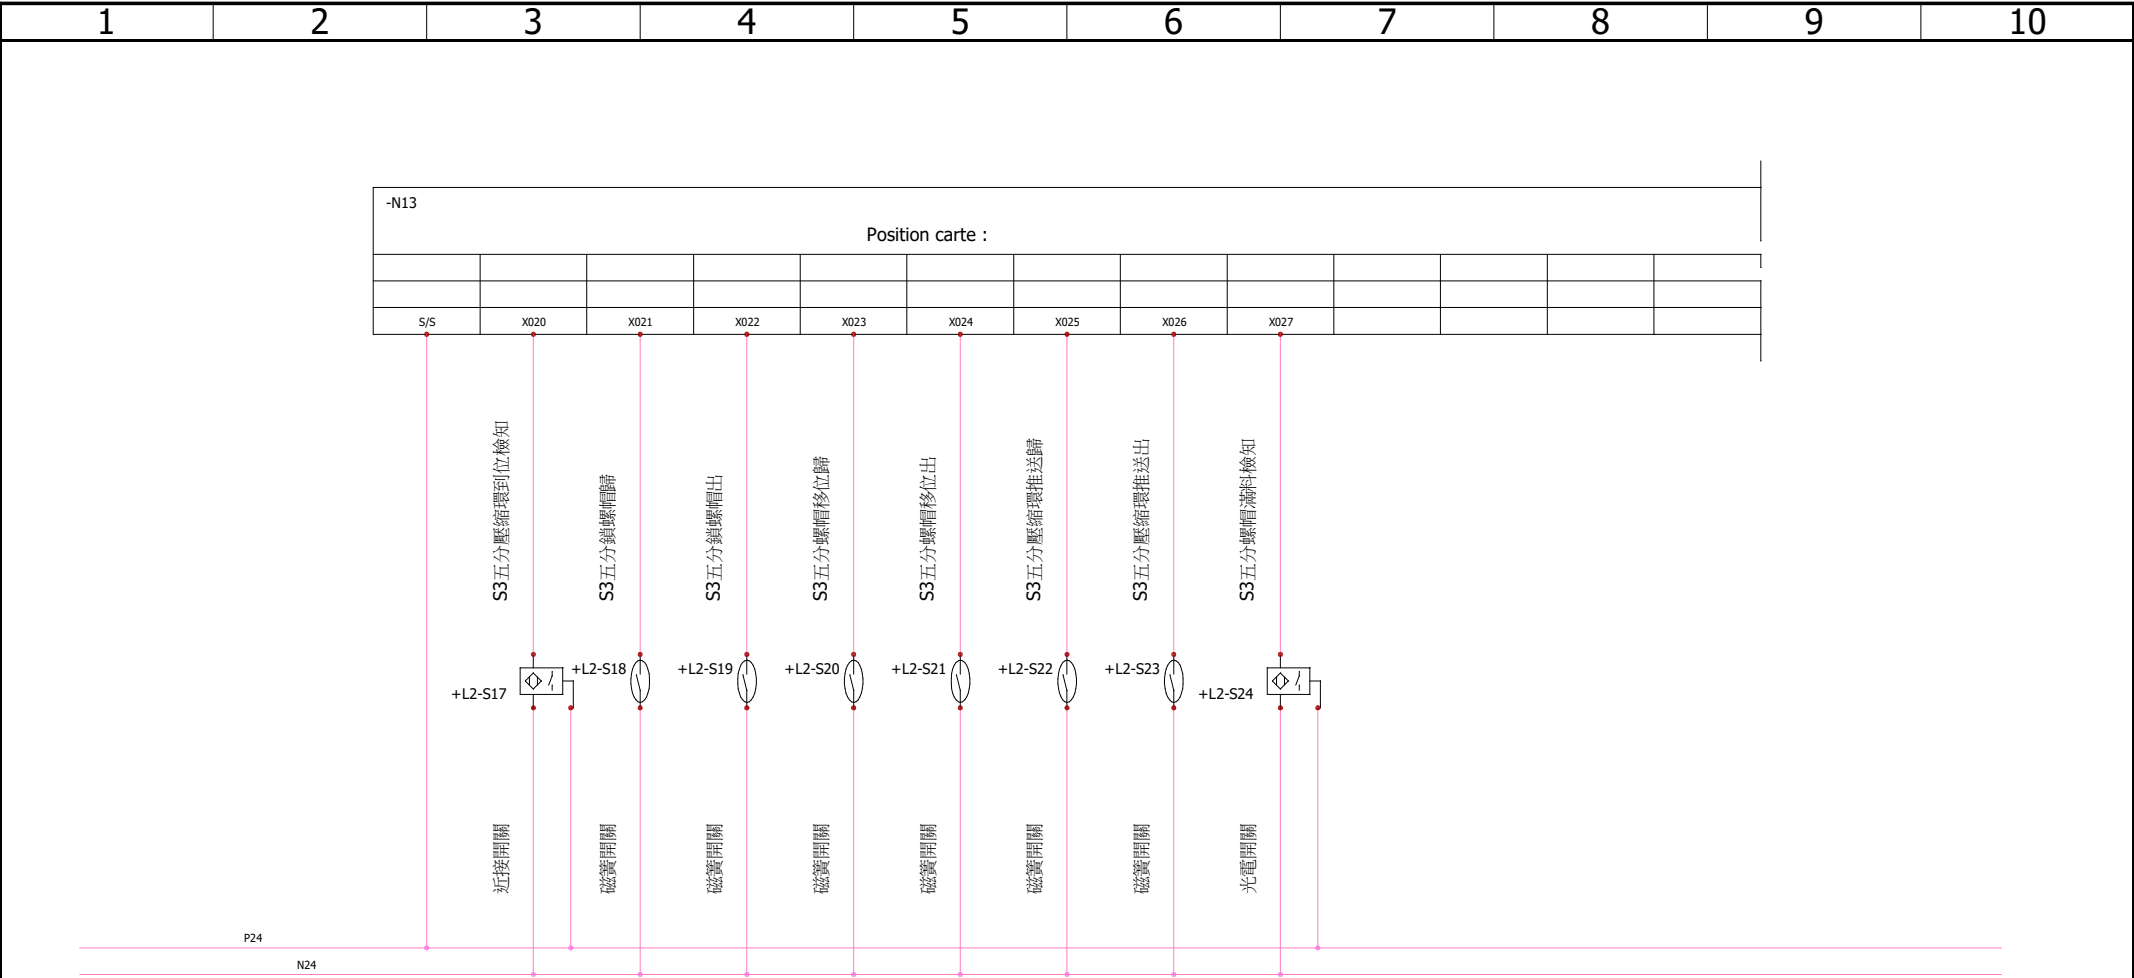 1 2 3 4 5 6 7 8 9 10
-N13
Position carte :
S/S X020 X021 X022 X023 X024 X025 X026 X027
S3五分壓縮環到位檢知
S3五分鎖螺帽歸
S3五分鎖螺帽出
S3五分螺帽移位歸
S3五分螺帽移位出
S3五分壓縮環推送歸
S3五分壓縮環推送出
S3五分螺帽滿料檢知
+L2-S17
+L2-S18
+L2-S19
+L2-S20
+L2-S21
+L2-S22
+L2-S23
+L2-S24
近接開關
磁簧開關
磁簧開關
磁簧開關
磁簧開關
磁簧開關
磁簧開關
光電開關
P24
N24